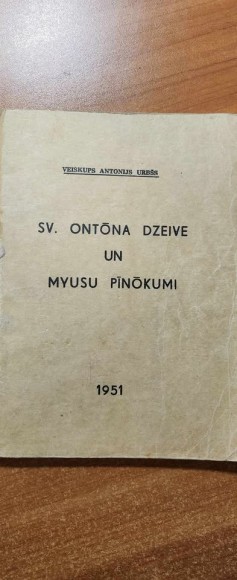 VEISKUPS ANTONIJS URBŠS
SV. ONTŌNA DZEIVE
UN
MYUSU PĪNŌKUMI
1951